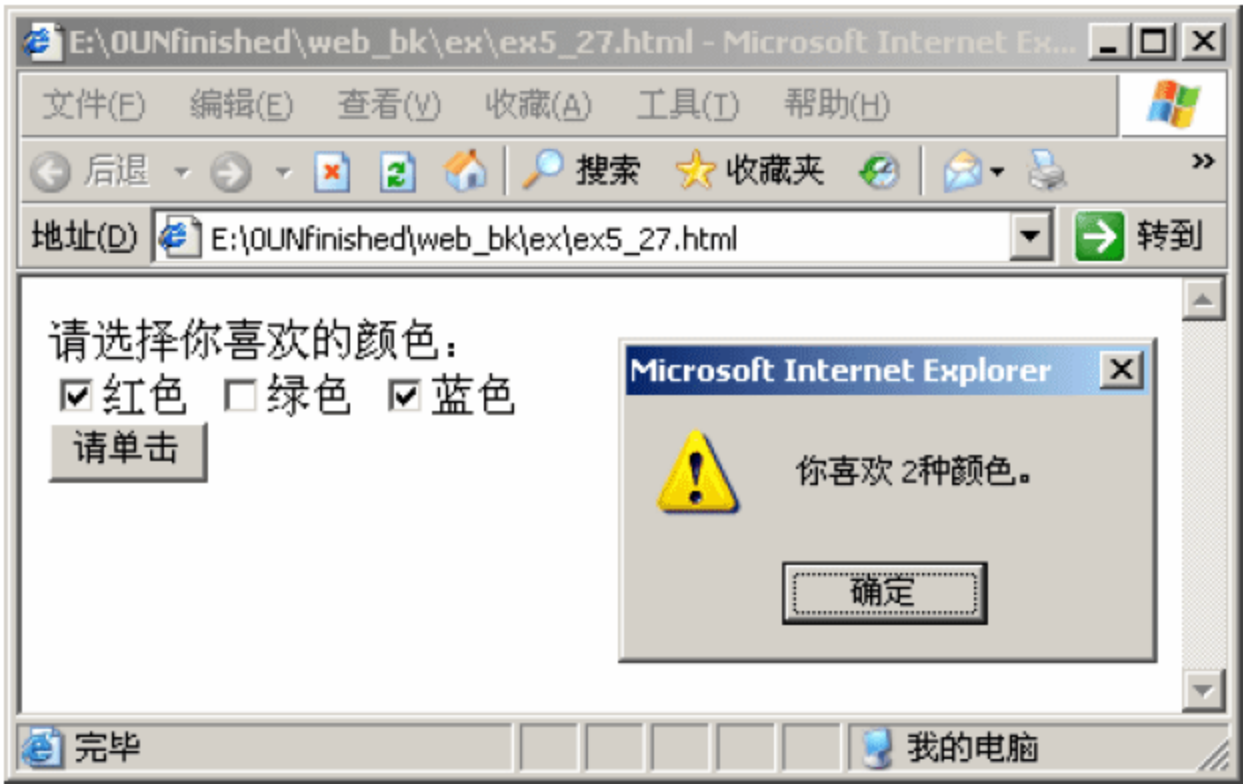 E:\0UNfinished\web_bk\ex\ex5_27.html - Microsoft Internet Ex...
文件(F) 编辑(E) 查看(V) 收藏(A) 工具(T) 帮助(H)
后退 搜索 收藏夹 »
地址(D) E:\0UNfinished\web_bk\ex\ex5_27.html 转到
请选择你喜欢的颜色：
红色 绿色 蓝色
请单击
Microsoft Internet Explorer
你喜欢 2种颜色。
确定
完毕 我的电脑